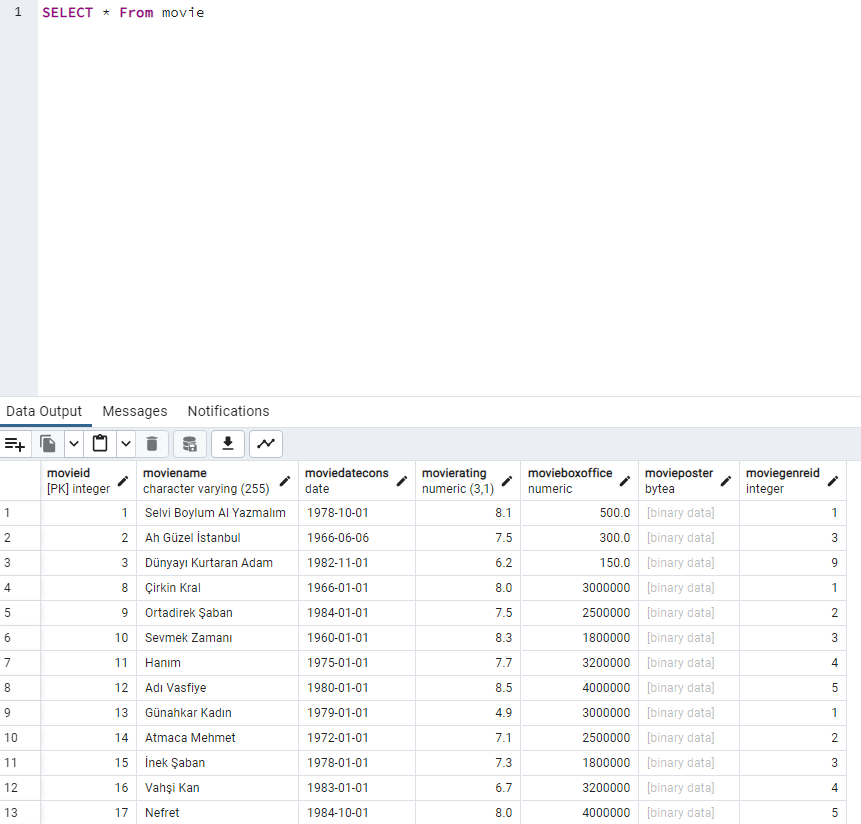 1 SELECT * From movie
Data Output Messages Notifications
movieid moviename moviedatecons movierating movieboxoffice movieposter moviegenreid
[PK] integer character varying (255) date numeric (3,1) numeric bytea integer
1 1 Selvi Boylum Al Yazmalım 1978-10-01 8.1 500.0 [binary data] 1
2 2 Ah Güzel İstanbul 1966-06-06 7.5 300.0 [binary data] 3
3 3 Dünyayı Kurtaran Adam 1982-11-01 6.2 150.0 [binary data] 9
4 8 Çirkin Kral 1966-01-01 8.0 3000000 [binary data] 1
5 9 Ortadirek Şaban 1984-01-01 7.5 2500000 [binary data] 2
6 10 Sevmek Zamanı 1960-01-01 8.3 1800000 [binary data] 3
7 11 Hanım 1975-01-01 7.7 3200000 [binary data] 4
8 12 Adı Vasfiye 1980-01-01 8.5 4000000 [binary data] 5
9 13 Günahkar Kadın 1979-01-01 4.9 3000000 [binary data] 1
10 14 Atmaca Mehmet 1972-01-01 7.1 2500000 [binary data] 2
11 15 İnek Şaban 1978-01-01 7.3 1800000 [binary data] 3
12 16 Vahşi Kan 1983-01-01 6.7 3200000 [binary data] 4
13 17 Nefret 1984-10-01 8.0 4000000 [binary data] 5